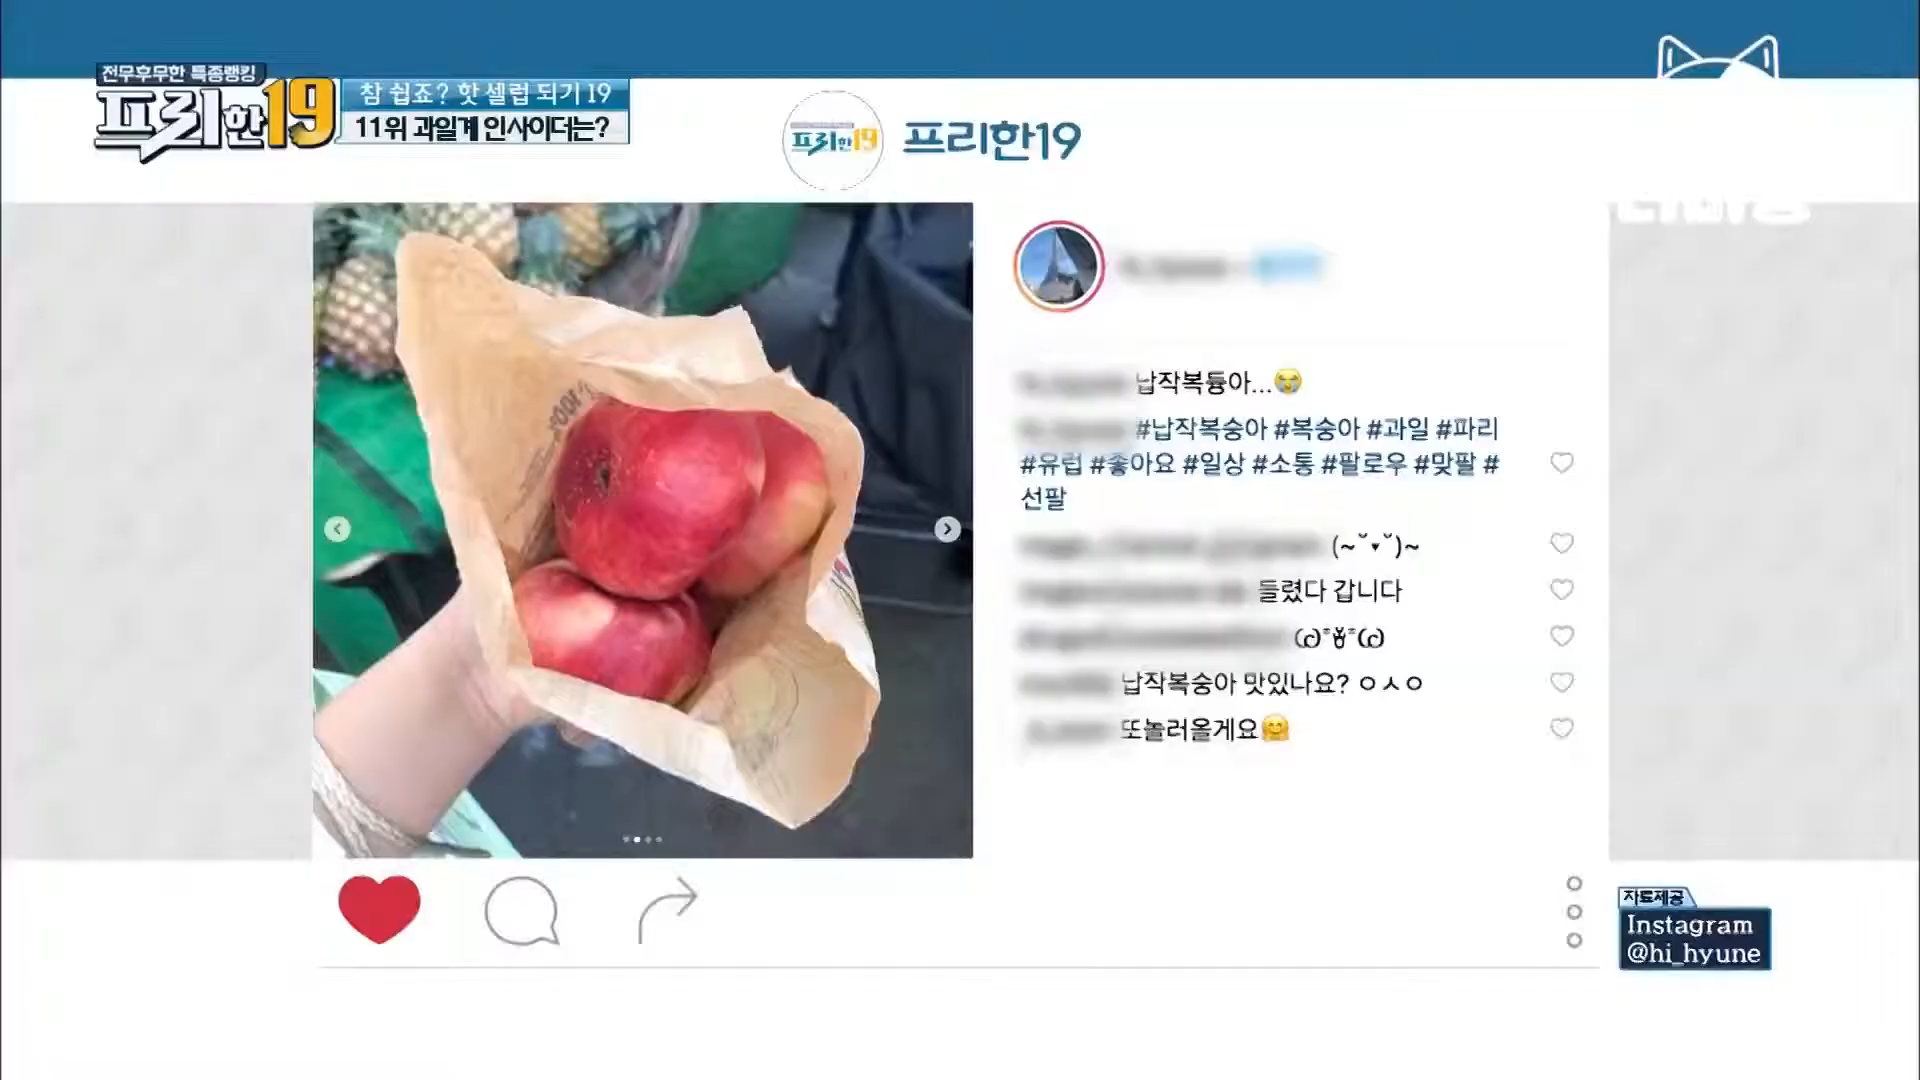 전무후무한 특종랭킹
프리한19
참 쉽죠? 핫 셀럽 되기 19
11위 과일계 인사이더는?
프리한19
프리한19
납작복듕아...😭
#납작복숭아 #복숭아 #과일 #파리
#유럽 #좋아요 #일상 #소통 #팔로우 #맞팔 #
선팔
(~˘▾˘)~
들렸다 갑니다
납작복숭아 맛있나요? ㅇㅅㅇ
또놀러올게요🤗
자료제공
Instagram
@hi_hyune